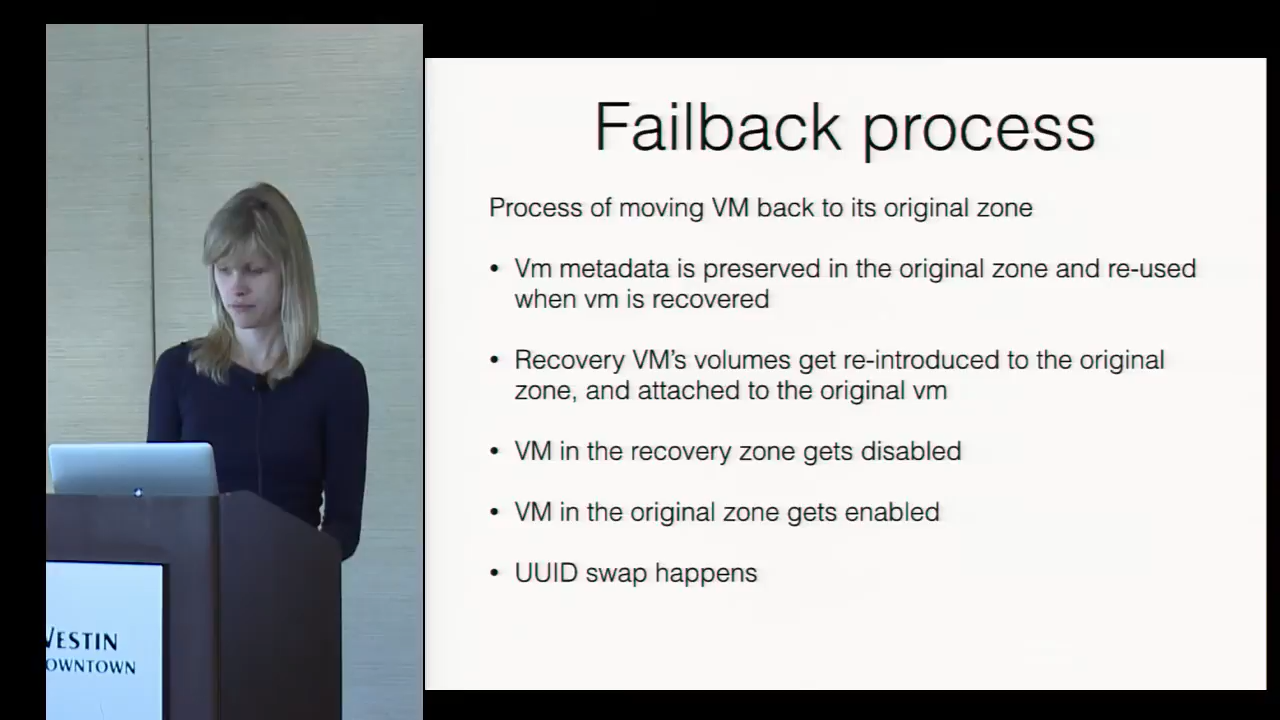 Failback process
Process of moving VM back to its original zone
• Vm metadata is preserved in the original zone and re-used
when vm is recovered
• Recovery VM's volumes get re-introduced to the original
zone, and attached to the original vm
• VM in the recovery zone gets disabled
• VM in the original zone gets enabled
• UUID swap happens
WESTIN
DOWNTOWN